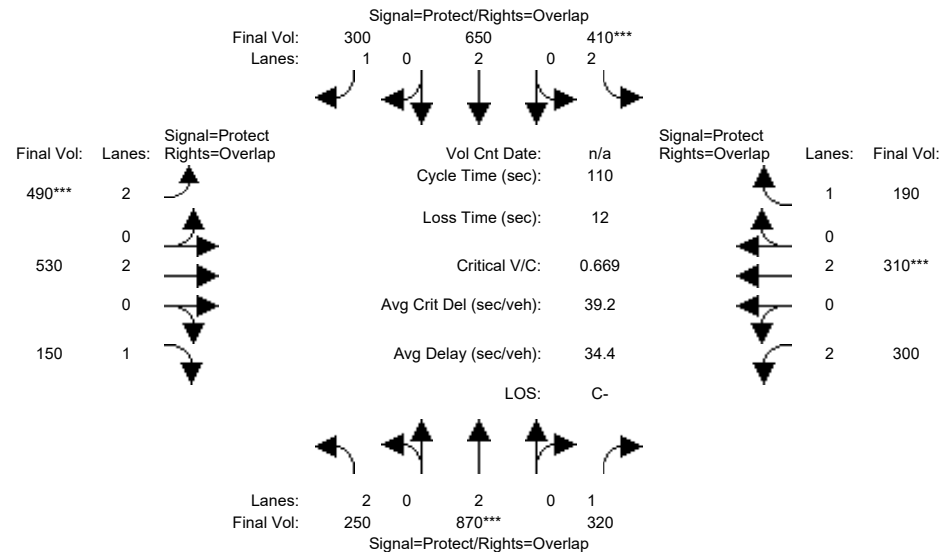 Signal=Protect/Rights=Overlap
Final Vol: 300 650 410***
Lanes: 1 0 2 0 2
Signal=Protect
Final Vol: Lanes: Rights=Overlap
Vol Cnt Date: n/a
Signal=Protect
Rights=Overlap Lanes: Final Vol:
Cycle Time (sec): 110
490*** 2
1 190
Loss Time (sec): 12
0
0
530 2
Critical V/C: 0.669
2 310***
0
Avg Crit Del (sec/veh): 39.2
0
150 1
Avg Delay (sec/veh): 34.4
2 300
LOS: C-
Lanes: 2 0 2 0 1
Final Vol: 250 870*** 320
Signal=Protect/Rights=Overlap